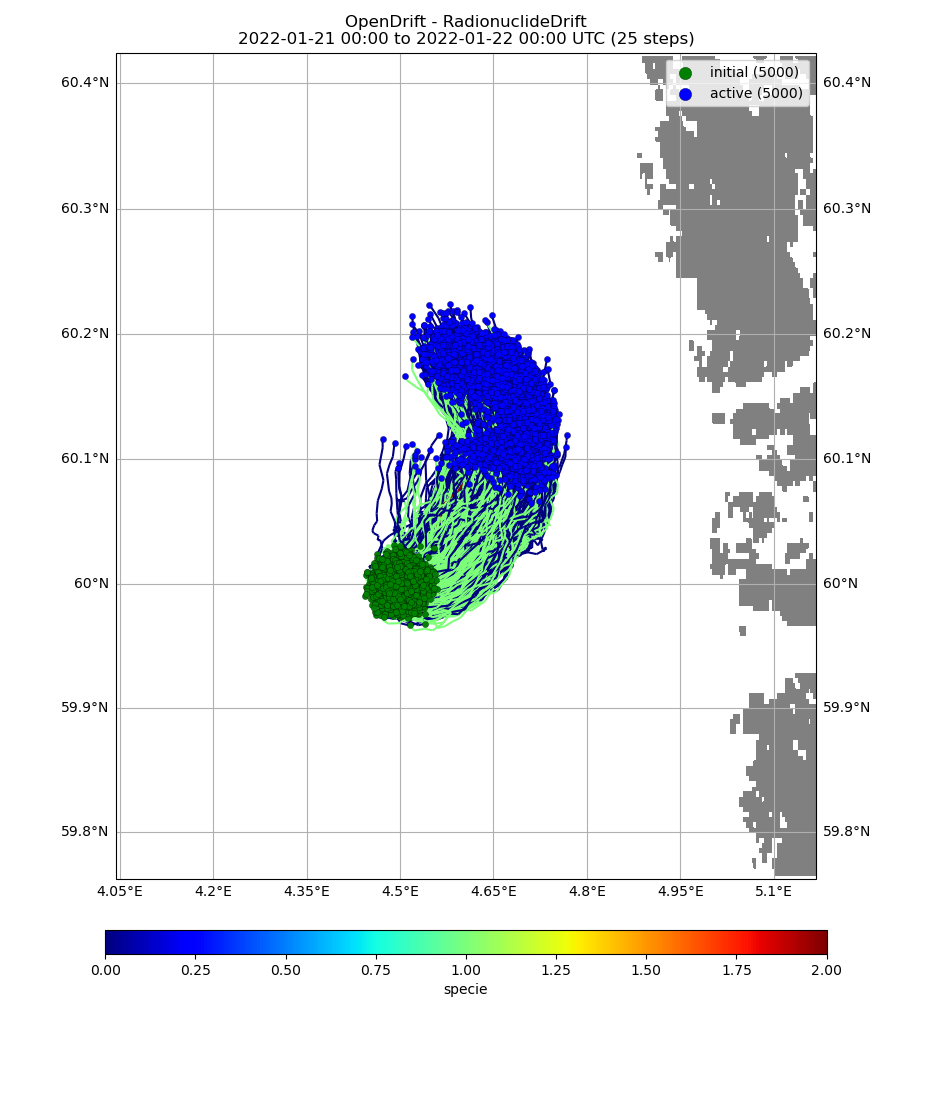 OpenDrift - RadionuclideDrift
2022-01-21 00:00 to 2022-01-22 00:00 UTC (25 steps)
initial (5000)
active (5000)
60.4°N 60.4°N
60.3°N 60.3°N
60.2°N 60.2°N
60.1°N 60.1°N
60°N 60°N
59.9°N 59.9°N
59.8°N 59.8°N
4.05°E 4.2°E 4.35°E 4.5°E 4.65°E 4.8°E 4.95°E 5.1°E
0.00 0.25 0.50 0.75 1.00 1.25 1.50 1.75 2.00
specie